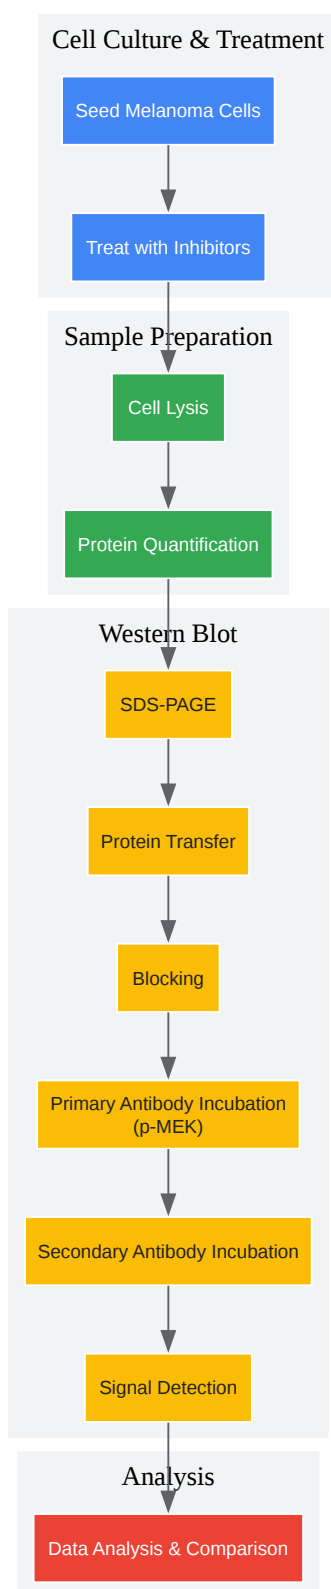 Cell Culture & Treatment
Seed Melanoma Cells
Treat with Inhibitors
Sample Preparation
Cell Lysis
Protein Quantification
Western Blot
SDS-PAGE
Protein Transfer
Blocking
Primary Antibody Incubation
(p-MEK)
Secondary Antibody Incubation
Signal Detection
Analysis
Data Analysis & Comparison